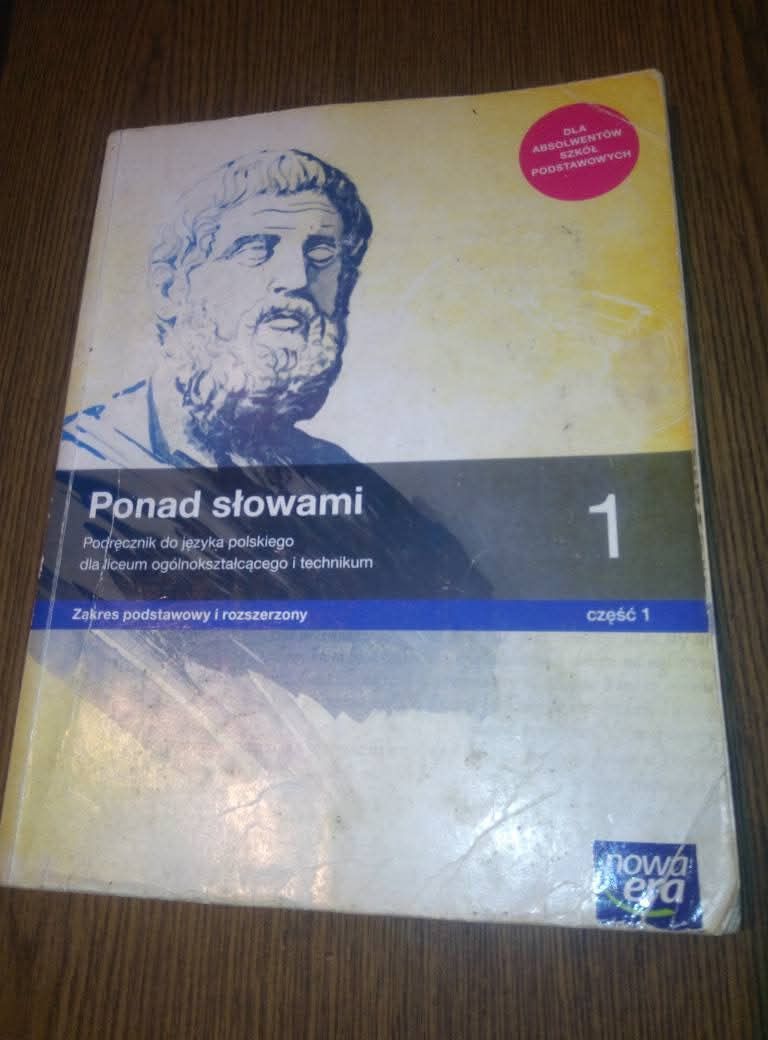 DLA
ABSOLWENTÓW
SZKÓŁ
PODSTAWOWYCH
Ponad słowami
1
Podręcznik do języka polskiego
dla liceum ogólnokształcącego i technikum
Zakres podstawowy i rozszerzony
część 1
nowa
era